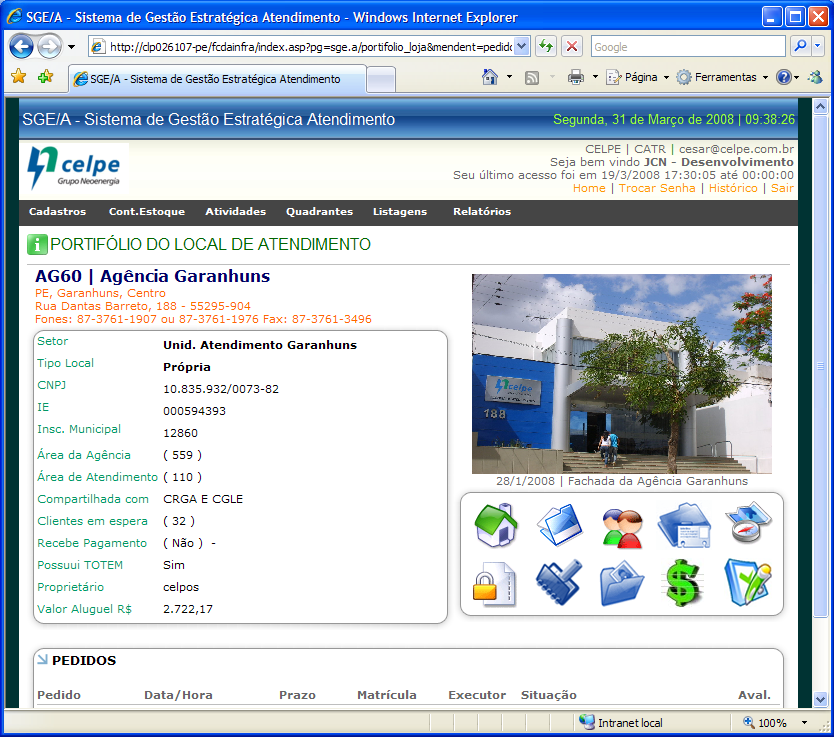 SGE/A - Sistema de Gestão Estratégica Atendimento - Windows Internet Explorer
http://clp026107-pe/fcdainfra/index.asp?pg=sge.a/portifolio_loja&mendent=pedido
Google
SGE/A - Sistema de Gestão Estratégica Atendimento
Página
Ferramentas
SGE/A - Sistema de Gestão Estratégica Atendimento
Segunda, 31 de Março de 2008 | 09:38:26
celpe
Grupo Neoenergia
CELPE | CATR | cesar@celpe.com.br
Seja bem vindo JCN - Desenvolvimento
Seu último acesso foi em 19/3/2008 17:30:05 até 00:00:00
Home | Trocar Senha | Histórico | Sair
Cadastros Cont.Estoque Atividades Quadrantes Listagens Relatórios
PORTIFÓLIO DO LOCAL DE ATENDIMENTO
AG60 | Agência Garanhuns
PE, Garanhuns, Centro
Rua Dantas Barreto, 188 - 55295-904
Fones: 87-3761-1907 ou 87-3761-1976 Fax: 87-3761-3496
Setor Unid. Atendimento Garanhuns
Tipo Local Própria
CNPJ 10.835.932/0073-82
IE 000594393
Insc. Municipal 12860
Área da Agência ( 559 )
Área de Atendimento ( 110 )
Compartilhada com CRGA E CGLE
Clientes em espera ( 32 )
Recebe Pagamento ( Não ) -
Possuui TOTEM Sim
Proprietário celpos
Valor Aluguel R$ 2.722,17
celpe
188
28/1/2008 | Fachada da Agência Garanhuns
PEDIDOS
Pedido Data/Hora Prazo Matrícula Executor Situação Aval.
Intranet local
100%